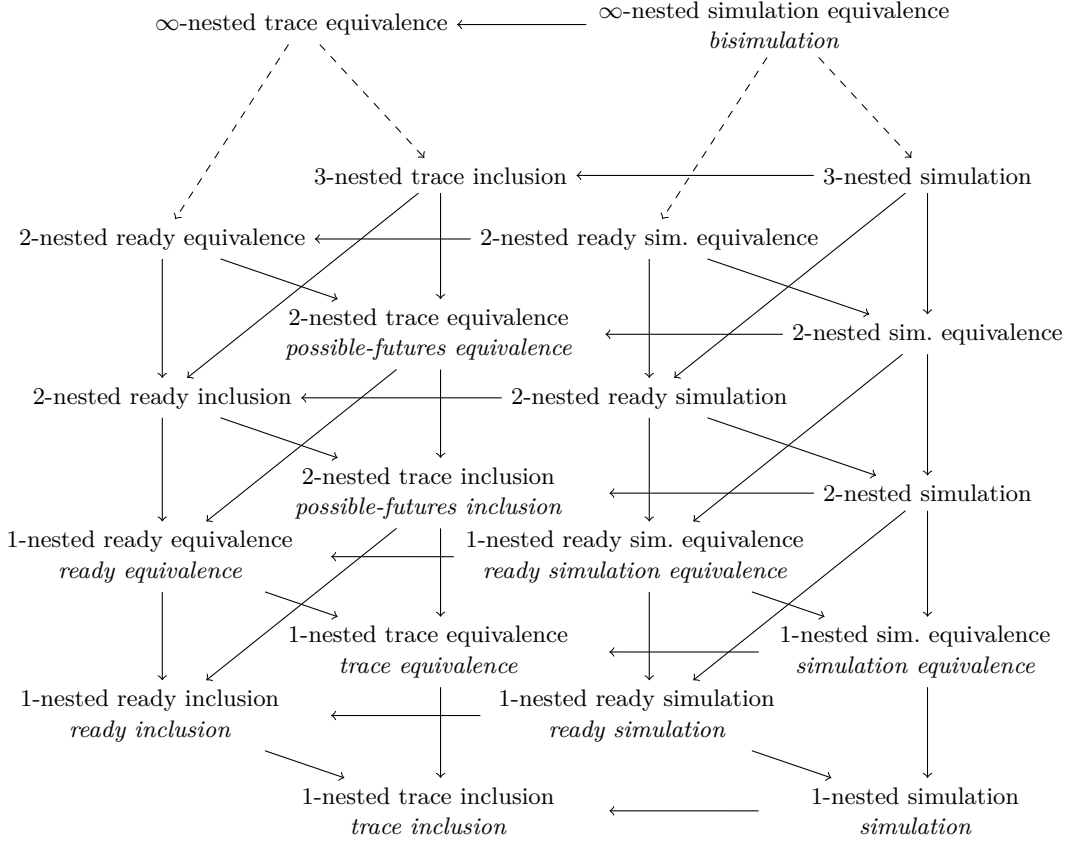 ∞-nested trace equivalence
∞-nested simulation equivalence
bisimulation
3-nested trace inclusion
3-nested simulation
2-nested ready equivalence
2-nested ready sim. equivalence
2-nested trace equivalence
possible-futures equivalence
2-nested sim. equivalence
2-nested ready inclusion
2-nested ready simulation
2-nested trace inclusion
possible-futures inclusion
2-nested simulation
1-nested ready equivalence
ready equivalence
1-nested ready sim. equivalence
ready simulation equivalence
1-nested trace equivalence
trace equivalence
1-nested sim. equivalence
simulation equivalence
1-nested ready inclusion
ready inclusion
1-nested ready simulation
ready simulation
1-nested trace inclusion
trace inclusion
1-nested simulation
simulation